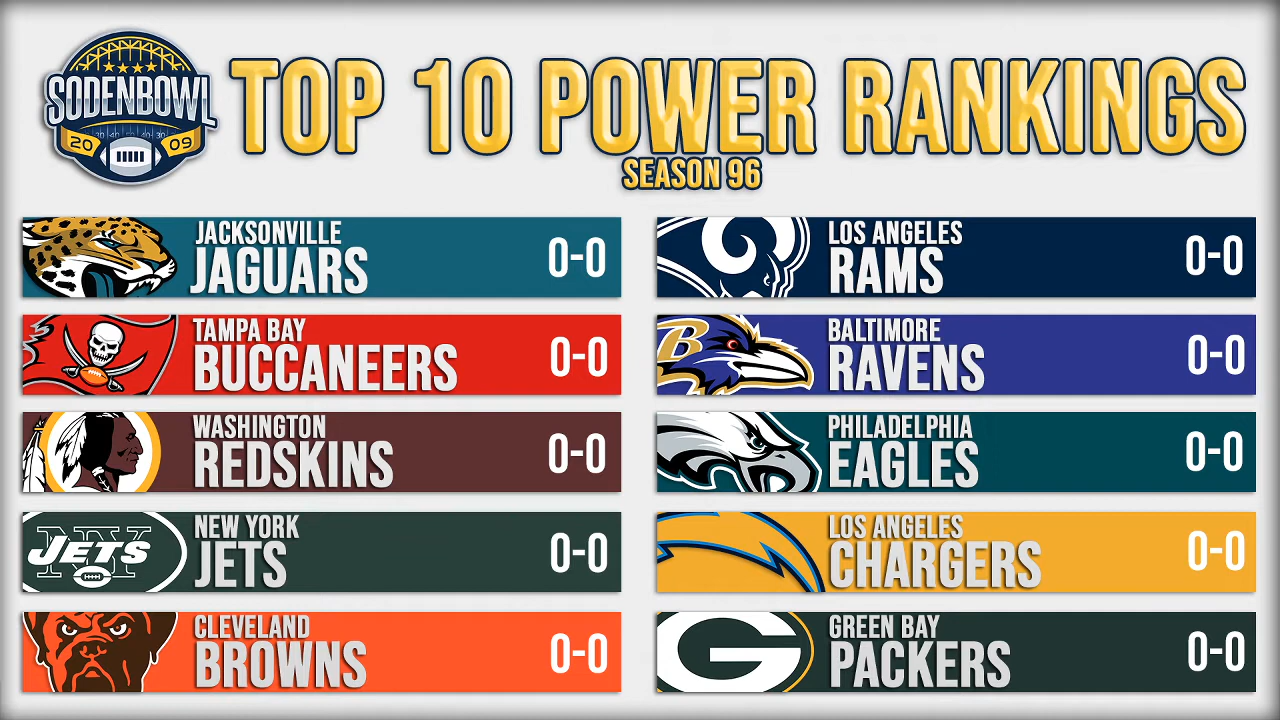 SODENBOWL
20 09
TOP 10 POWER RANKINGS
SEASON 96
JACKSONVILLE
JAGUARS 0-0
TAMPA BAY
BUCCANEERS 0-0
WASHINGTON
REDSKINS 0-0
NY
JETS
NEW YORK
JETS 0-0
CLEVELAND
BROWNS 0-0
LOS ANGELES
RAMS 0-0
B
BALTIMORE
RAVENS 0-0
PHILADELPHIA
EAGLES 0-0
LOS ANGELES
CHARGERS 0-0
G
GREEN BAY
PACKERS 0-0